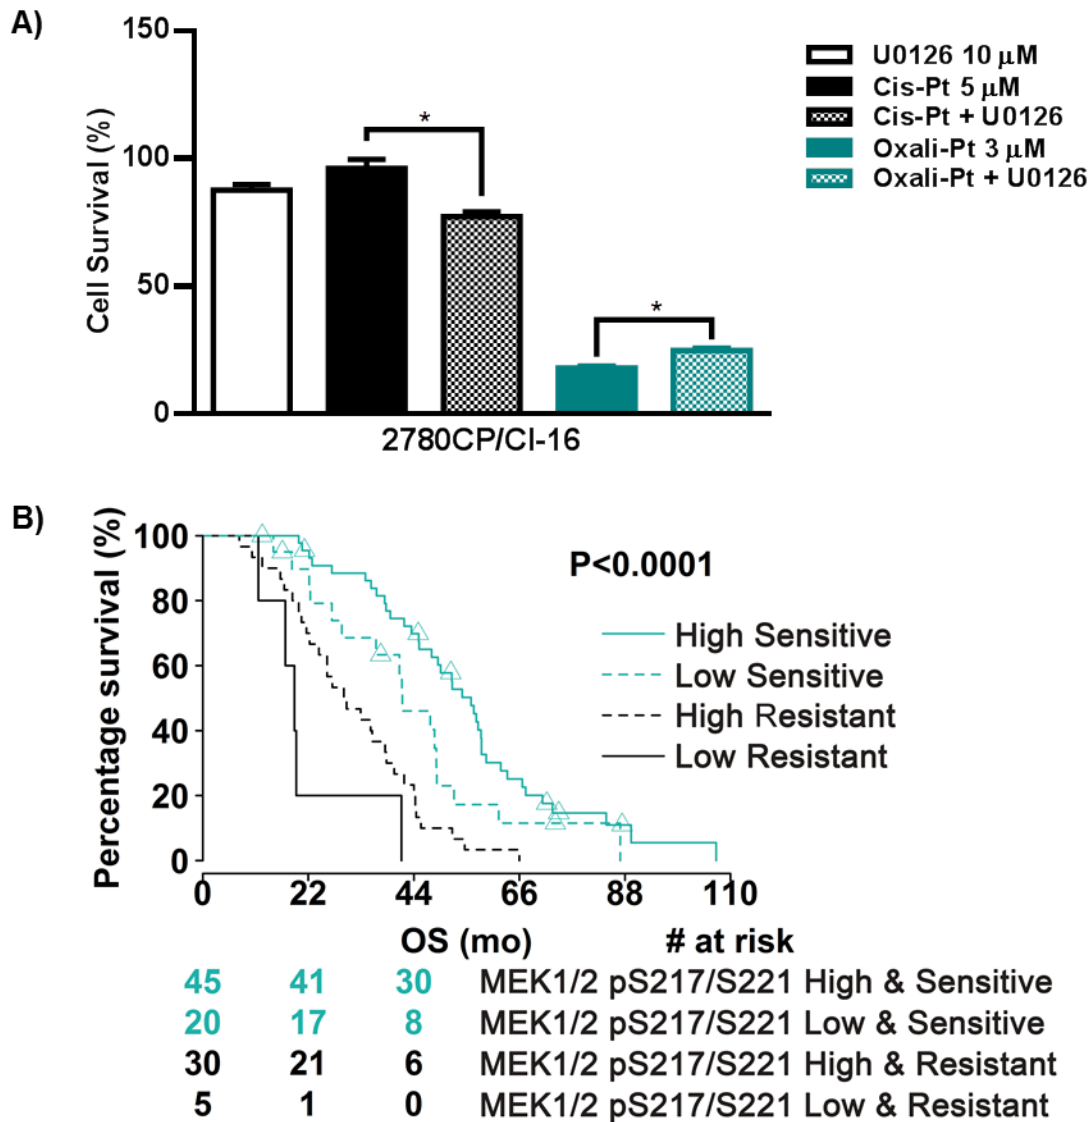 A)
150
100
50
0
Cell Survival (%)
*
*
2780CP/CI-16
U0126 10 μM
Cis-Pt 5 μM
Cis-Pt + U0126
Oxali-Pt 3 μM
Oxali-Pt + U0126
B)
Percentage survival (%)
100
80
60
40
20
0
P<0.0001
High Sensitive
Low Sensitive
High Resistant
Low Resistant
0 22 44 66 88 110
OS (mo) # at risk
45 41 30 MEK1/2 pS217/S221 High & Sensitive
20 17 8 MEK1/2 pS217/S221 Low & Sensitive
30 21 6 MEK1/2 pS217/S221 High & Resistant
5 1 0 MEK1/2 pS217/S221 Low & Resistant